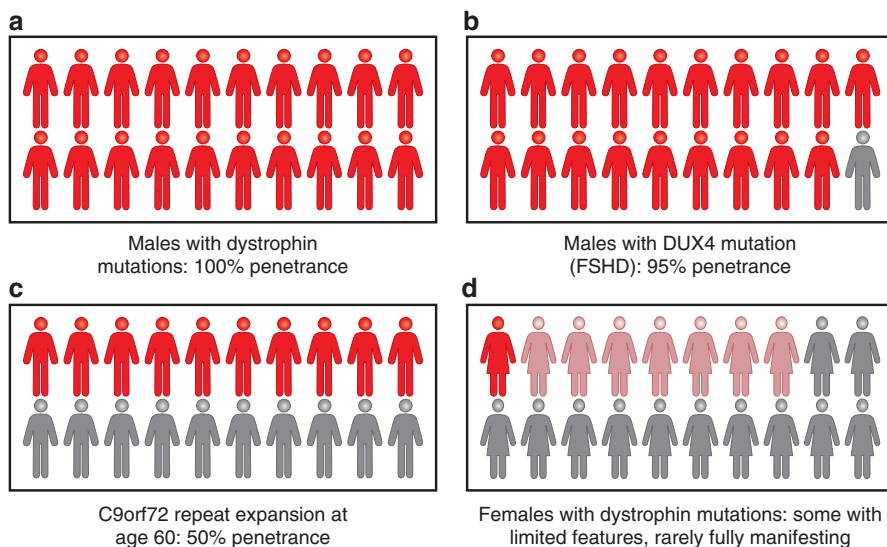 a
Males with dystrophin
mutations: 100% penetrance
b
Males with DUX4 mutation
(FSHD): 95% penetrance
c
C9orf72 repeat expansion at
age 60: 50% penetrance
d
Females with dystrophin mutations: some with
limited features, rarely fully manifesting